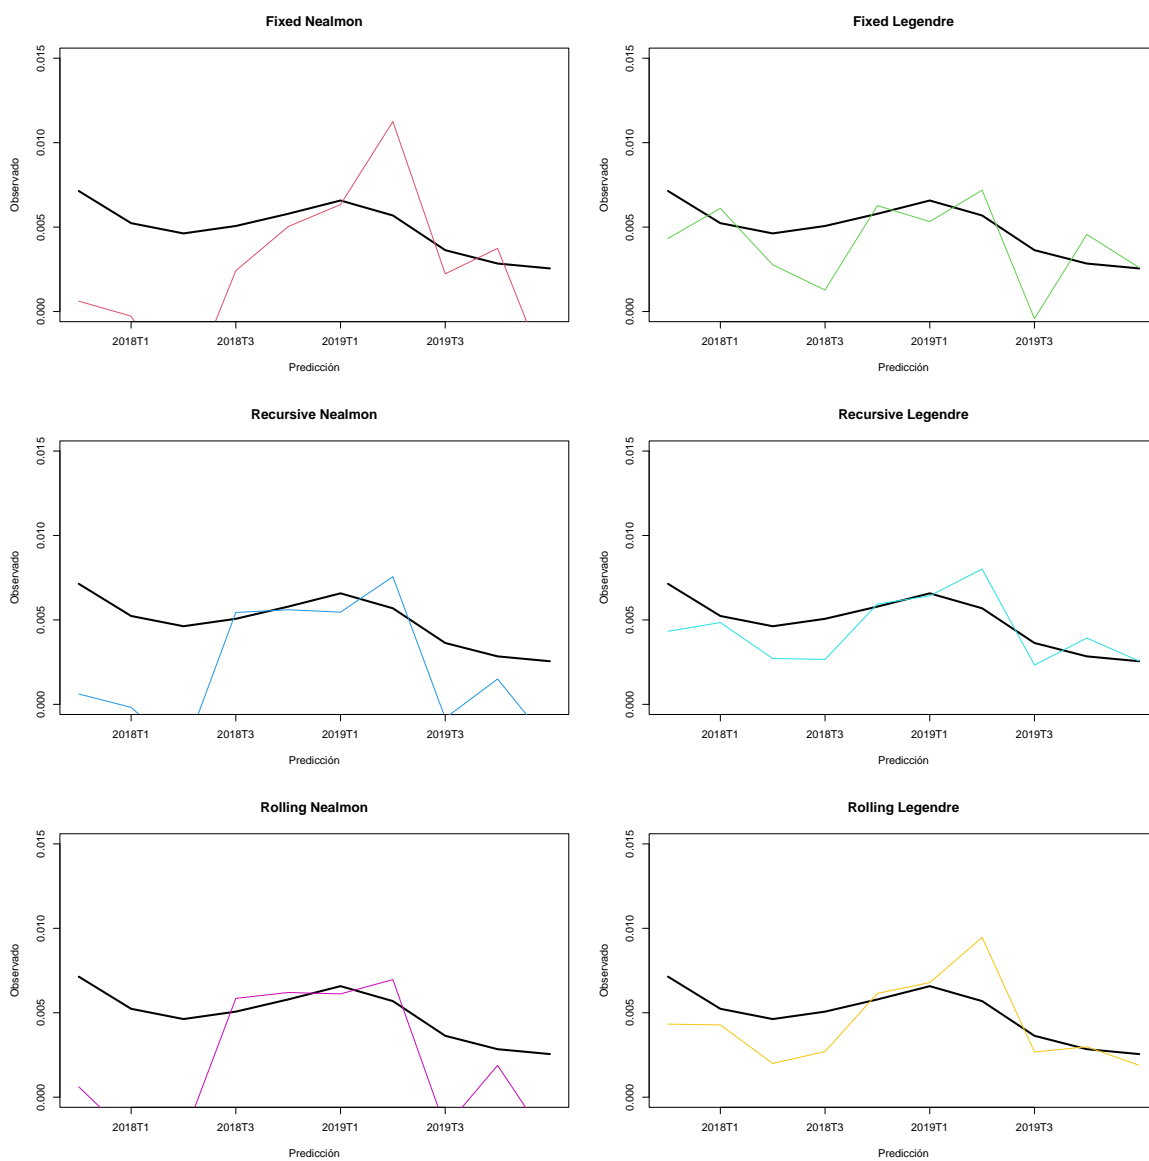 Fixed Nealmon
0.015
0.010
0.005
0.000
Observado
2018T1 2018T3 2019T1 2019T3
Predicción
Fixed Legendre
0.015
0.010
0.005
0.000
Observado
2018T1 2018T3 2019T1 2019T3
Predicción
Recursive Nealmon
0.015
0.010
0.005
0.000
Observado
2018T1 2018T3 2019T1 2019T3
Predicción
Recursive Legendre
0.015
0.010
0.005
0.000
Observado
2018T1 2018T3 2019T1 2019T3
Predicción
Rolling Nealmon
0.015
0.010
0.005
0.000
Observado
2018T1 2018T3 2019T1 2019T3
Predicción
Rolling Legendre
0.015
0.010
0.005
0.000
Observado
2018T1 2018T3 2019T1 2019T3
Predicción